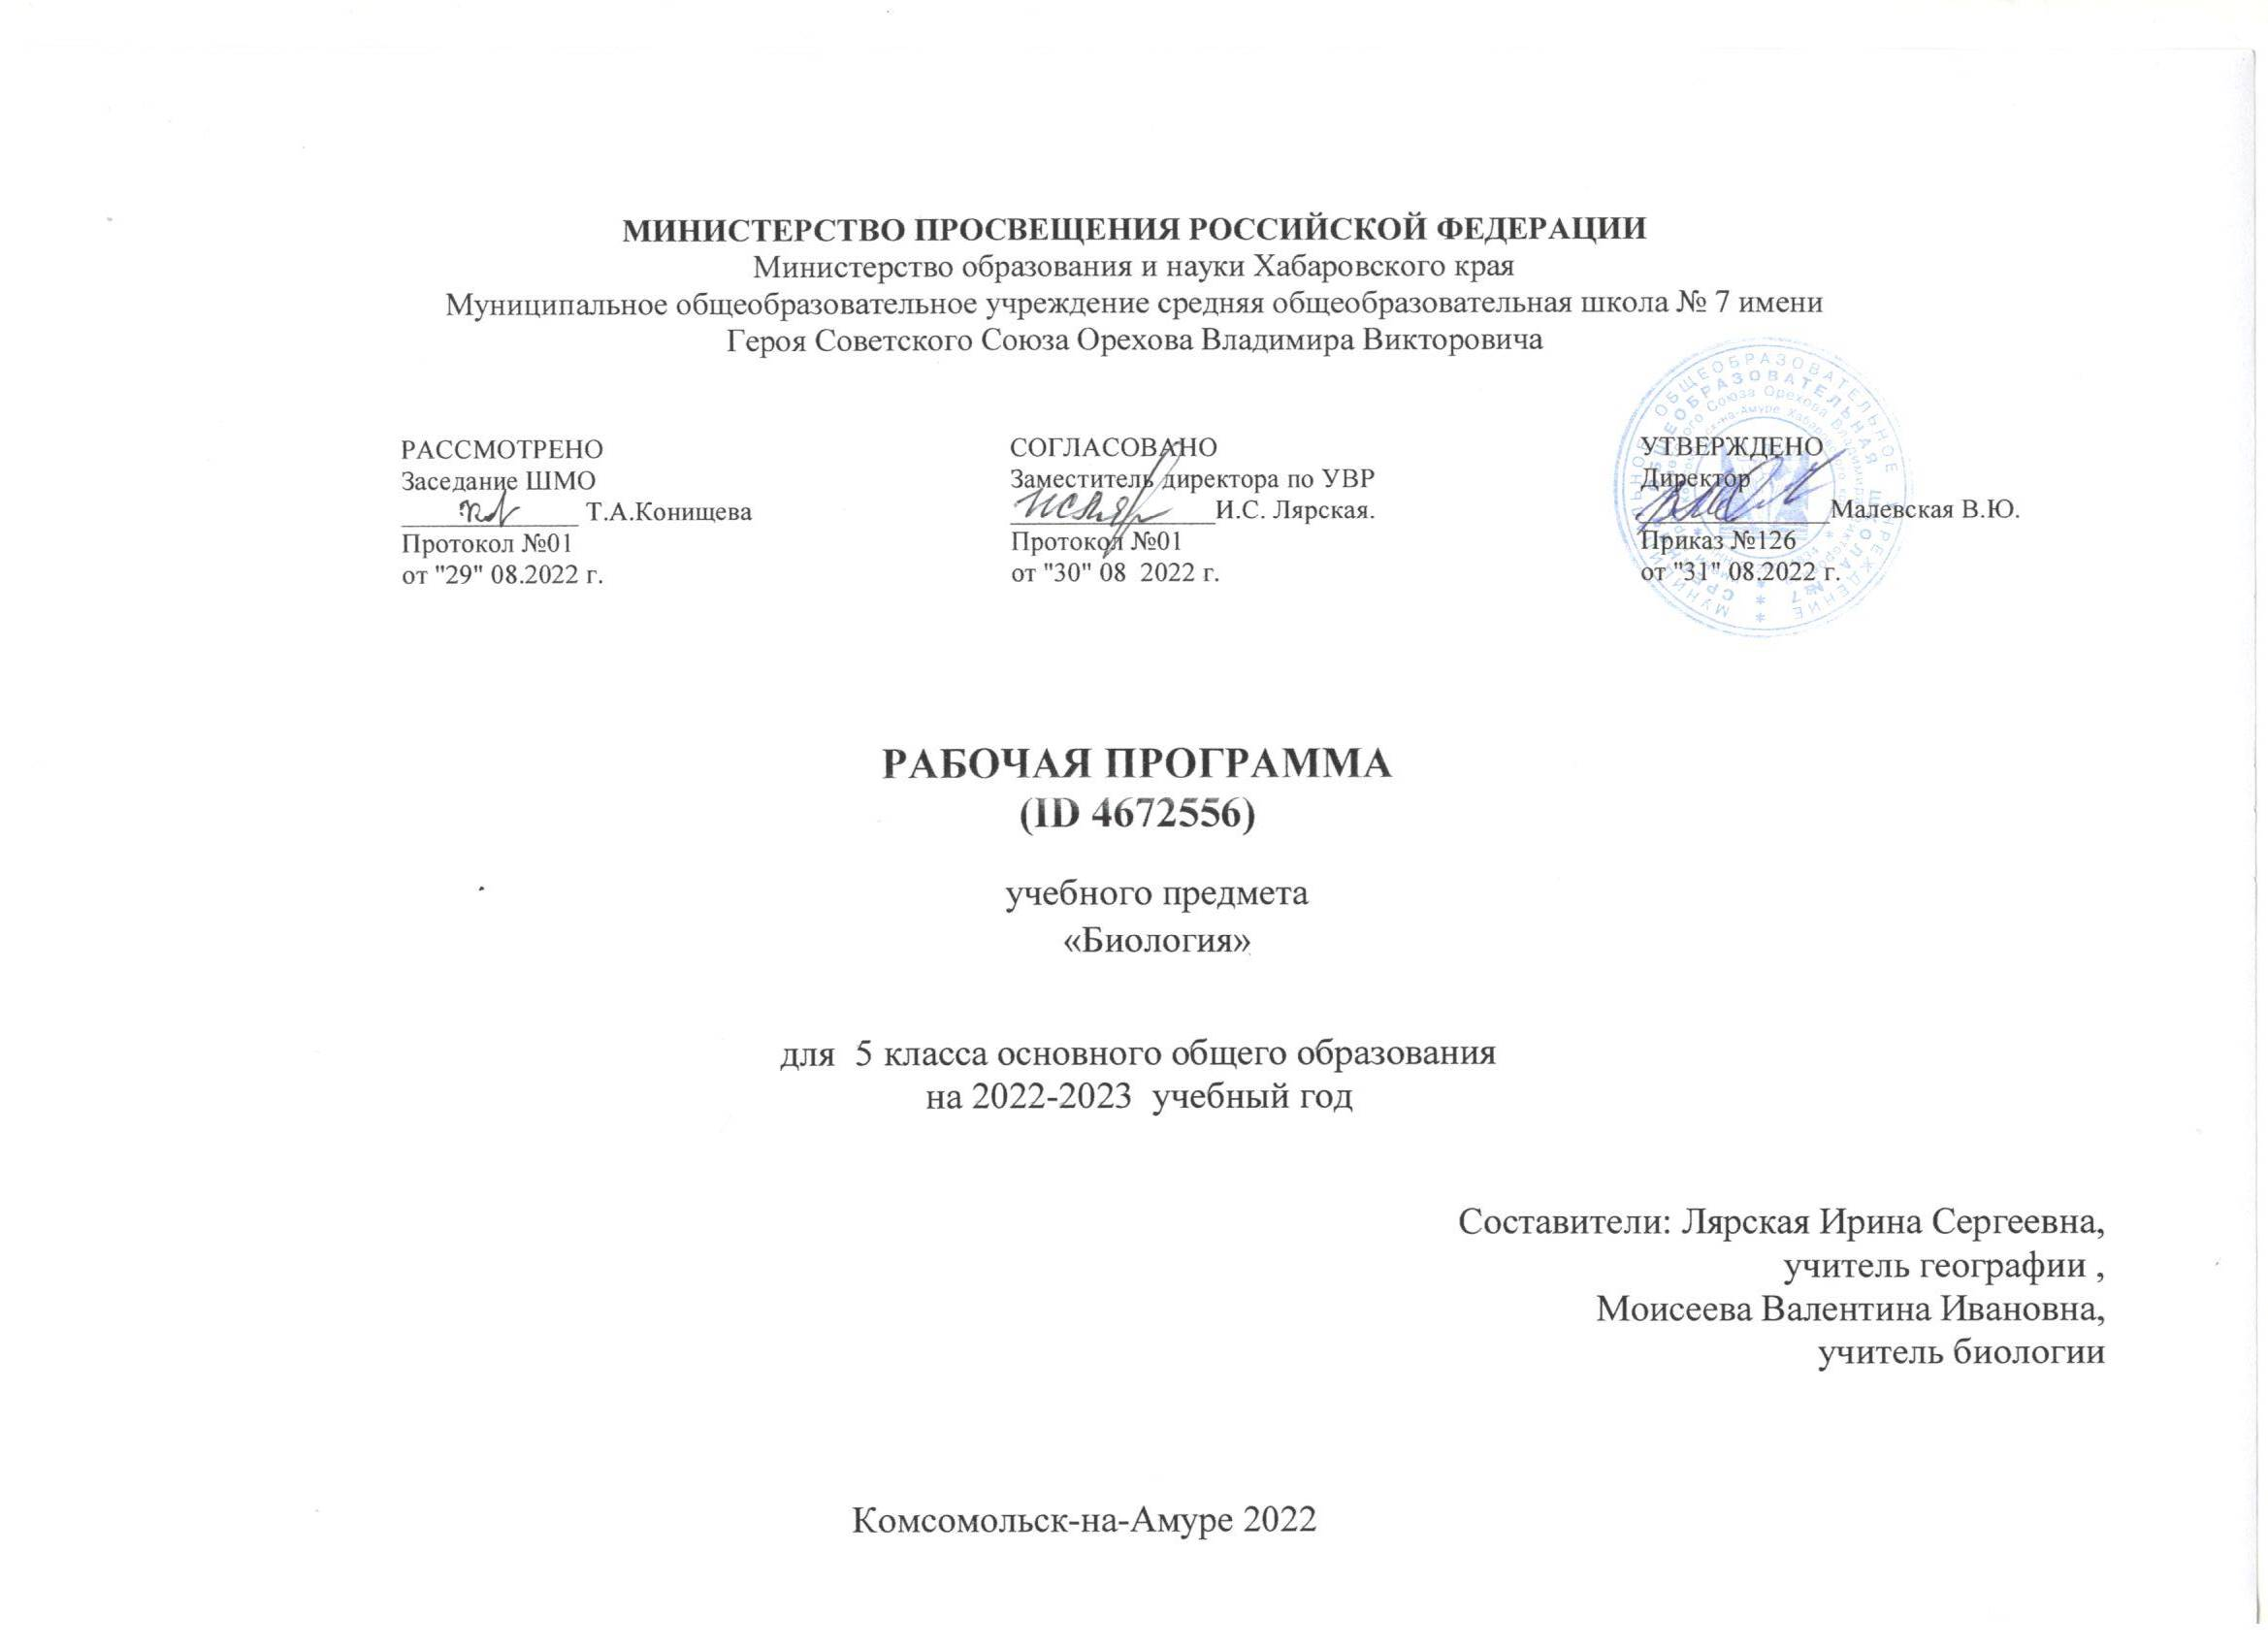 МИНИСТЕРСТВО ПРОСВЕЩЕНИЯ РОССИЙСКОЙ ФЕДЕРАЦИИ
Министерство образования и науки Хабаровского края
Муниципальное общеобразовательное учреждение средняя общеобразовательная школа № 7 имени
Героя Советского Союза Орехова Владимира Викторовича
РАССМОТРЕНО
Заседание ШМО
_____________ Т.А.Конищева
Протокол №01
от "29" 08.2022 г.
СОГЛАСОВАНО
Заместитель директора по УВР
_______________И.С. Лярская.
Протокол №01
от "30" 08  2022 г.
УТВЕРЖДЕНО
Директор
______________Малевская В.Ю.
Приказ №126
от "31" 08.2022 г.
РАБОЧАЯ ПРОГРАММА
(ID 4672556)
учебного предмета
«Биология»
для  5 класса основного общего образования
на 2022-2023  учебный год
Составители: Лярская Ирина Сергеевна,
учитель географии ,
Моисеева Валентина Ивановна,
учитель биологии
Комсомольск-на-Амуре 2022